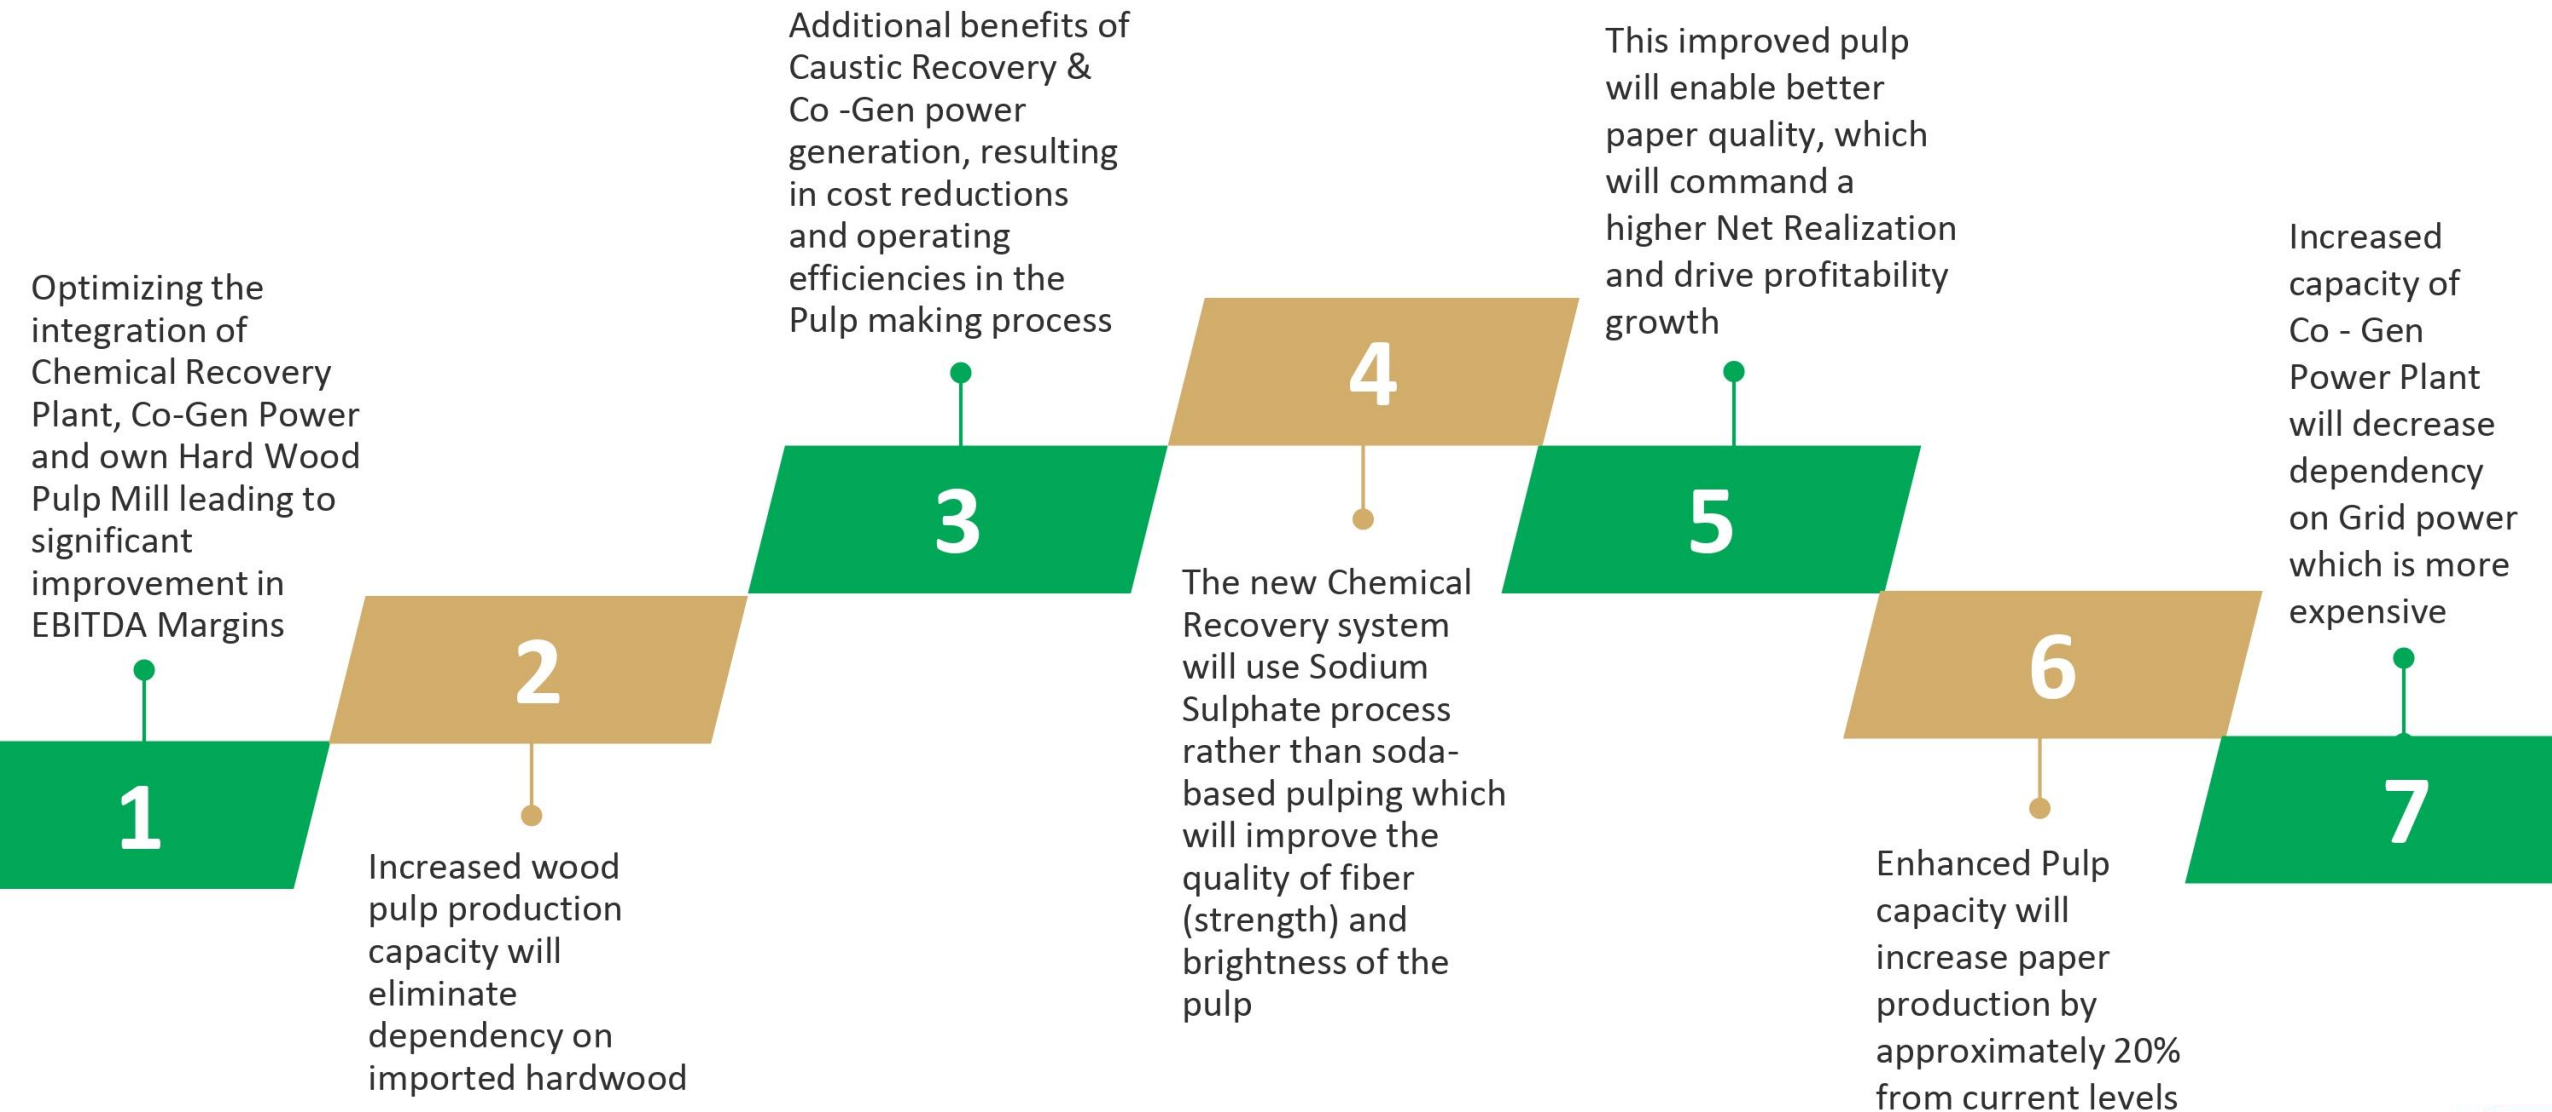 Optimizing the
integration of
Chemical Recovery
Plant, Co-Gen Power
and own Hard Wood
Pulp Mill leading to
significant
improvement in
EBITDA Margins
1
2
Increased wood
pulp production
capacity will
eliminate
dependency on
imported hardwood
Additional benefits of
Caustic Recovery &
Co -Gen power
generation, resulting
in cost reductions
and operating
efficiencies in the
Pulp making process
3
4
The new Chemical
Recovery system
will use Sodium
Sulphate process
rather than soda-
based pulping which
will improve the
quality of fiber
(strength) and
brightness of the
pulp
This improved pulp
will enable better
paper quality, which
will command a
higher Net Realization
and drive profitability
growth
5
6
Enhanced Pulp
capacity will
increase paper
production by
approximately 20%
from current levels
Increased
capacity of
Co - Gen
Power Plant
will decrease
dependency
on Grid power
which is more
expensive
7